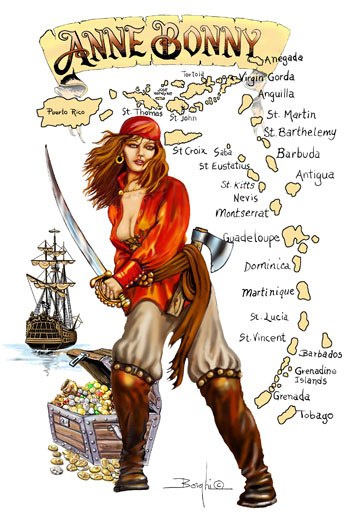 ANNE BONNY
Anegada
Tortola
Virgin Gorda
Anguilla
Puerto Rico
St. Thomas
St John
St. Martin
St. Barthelemy
St Croix
Saba
Barbuda
St Eustatius
Antigua
St. Kitts
Nevis
Montserrat
Guadeloupe
Dominica
Martinique
St. Lucia
St. Vincent
Barbados
Grenadine
Islands
Grenada
Tobago
Borghi ©